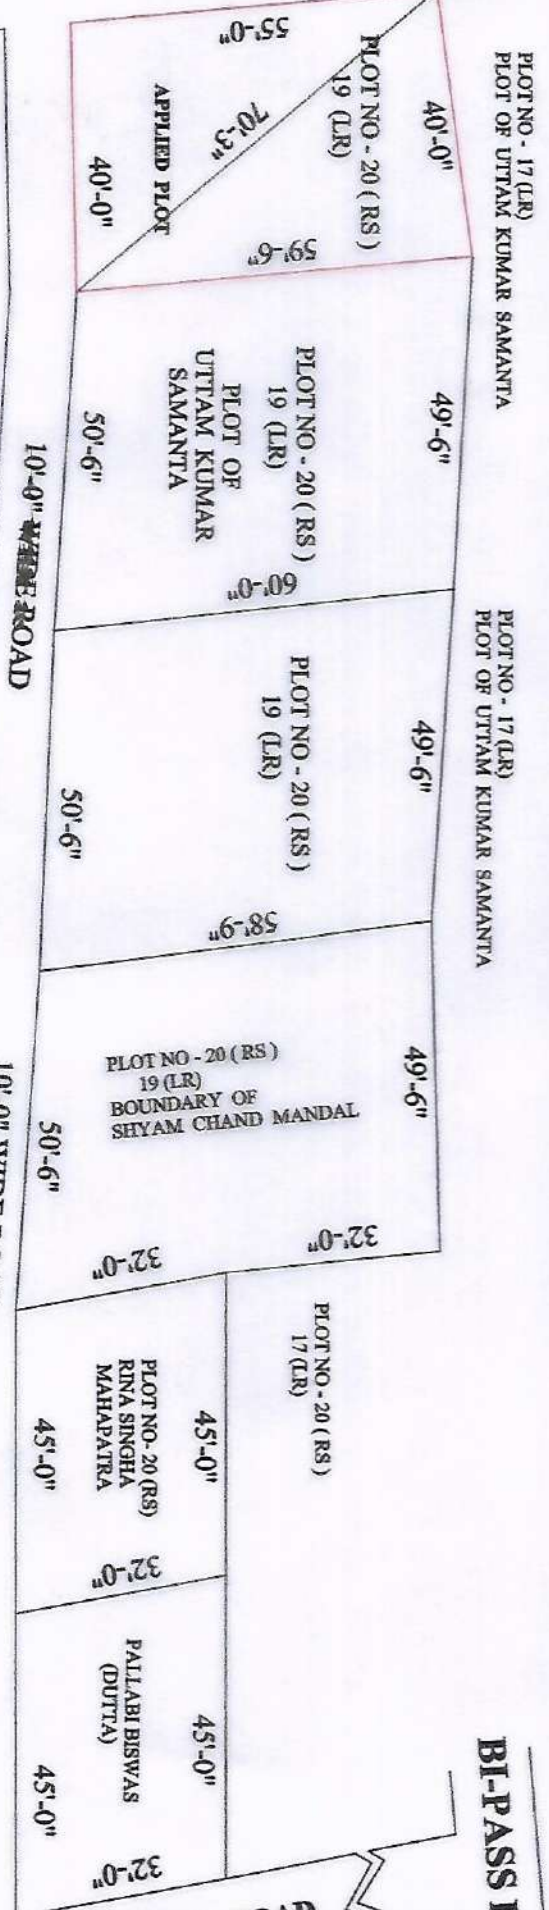 PLOT NO - 17 (LR)
PLOT OF UTTAM KUMAR SAMANTA
PLOT NO - 17 (LR)
PLOT OF UTTAM KUMAR SAMANTA
BI-PASS
40'-0"
55'-0"
PLOT NO - 20 ( RS )
19 (LR)
70'-3"
APPLIED PLOT
59'-6"
40'-0"
49'-6"
PLOT NO - 20 ( RS )
19 (LR)
PLOT OF
UTTAM KUMAR
SAMANTA
60'-0"
50'-6"
49'-6"
PLOT NO - 20 ( RS )
19 (LR)
58'-9"
50'-6"
49'-6"
PLOT NO - 20 ( RS )
19 (LR)
BOUNDARY OF
SHYAM CHAND MANDAL
32'-0"
32'-0"
50'-6"
PLOT NO - 20 ( RS )
17 (LR)
45'-0"
PLOT NO- 20 (RS)
RINA SINGHA
MAHAPATRA
32'-0"
45'-0"
45'-0"
PALLABI BISWAS
(DUTTA)
32'-0"
45'-0"
10'-0" WIDE ROAD
10'-0" WIDE